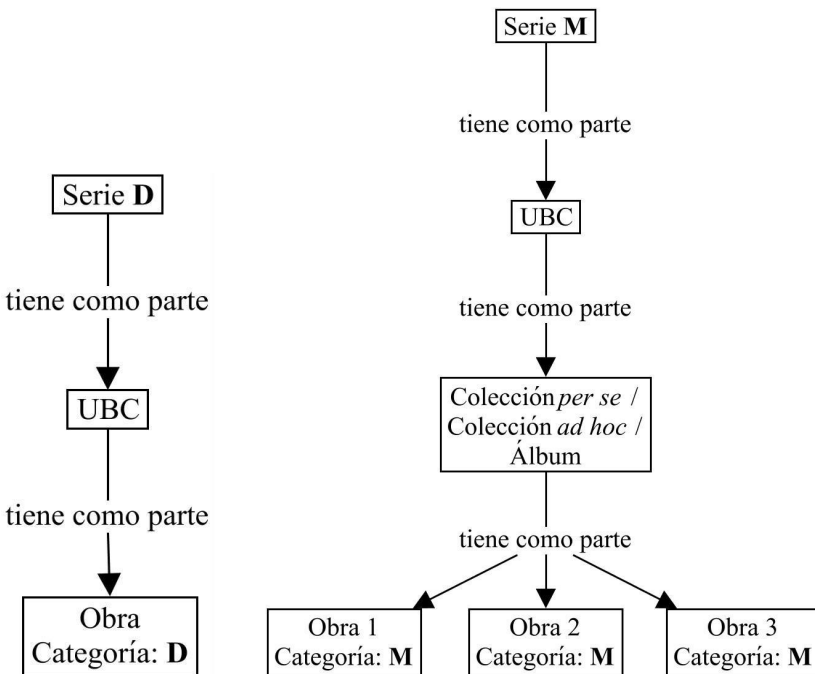 Serie D
tiene como parte
UBC
tiene como parte
Obra
Categoría: D
Serie M
tiene como parte
UBC
tiene como parte
Colección per se /
Colección ad hoc /
Álbum
tiene como parte
Obra 1
Categoría: M
Obra 2
Categoría: M
Obra 3
Categoría: M